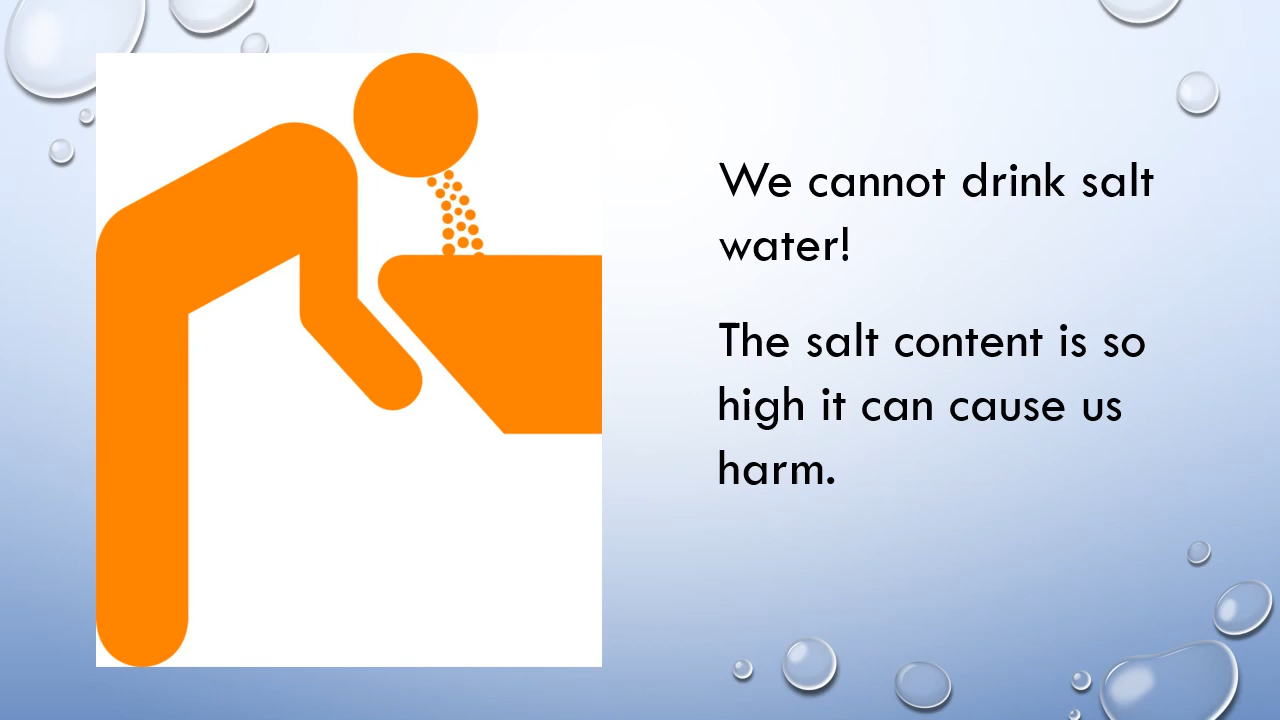 We cannot drink salt
water!
The salt content is so
high it can cause us
harm.